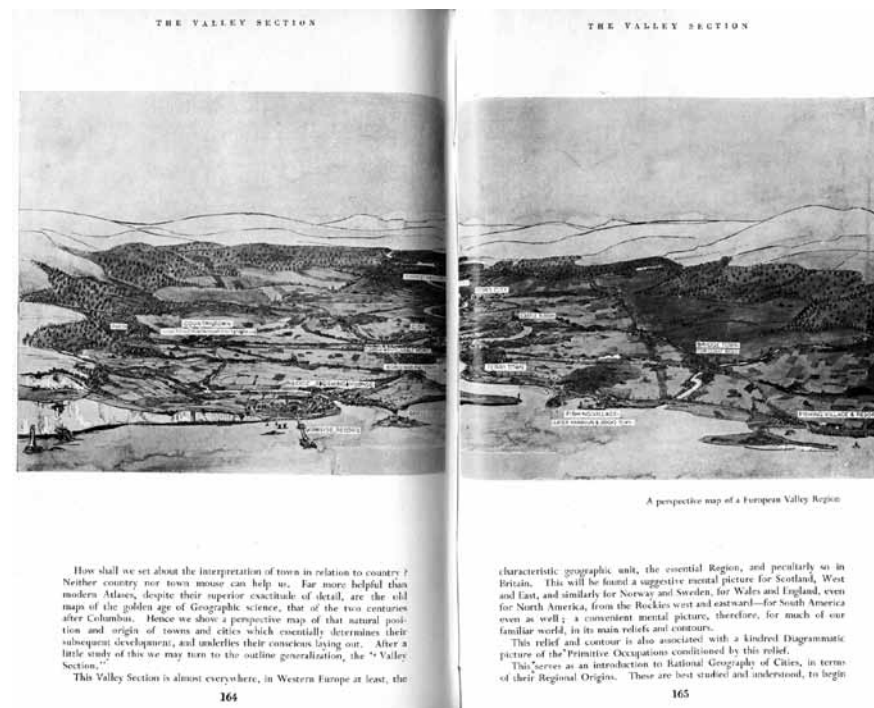 THE VALLEY SECTION
COUNTRY TOWN
FISHING VILLAGE
How shall we set about the interpretation of town in relation to country ?
Neither country nor town mouse can help us. Far more helpful than
modern Atlases, despite their superior exactitude of detail, are the old
maps of the golden age of Geographic science, that of the two centuries
after Columbus. Hence we show a perspective map of that natural posi-
tion and origin of towns and cities which essentially determines their
subsequent development, and underlies their conscious laying out. After a
little study of this we may turn to the outline generalization, the “ Valley
Section.”
This Valley Section is almost everywhere, in Western Europe at least, the
164
THE VALLEY SECTION
FERRY TOWN
BRIDGE TOWN
FISHING VILLAGE
FISHING VILLAGE &
A perspective map of a European Valley Region
characteristic geographic unit, the essential Region, and peculiarly so in
Britain. This will be found a suggestive mental picture for Scotland, West
and East, and similarly for Norway and Sweden, for Wales and England, even
for North America, from the Rockies west and eastward—for South America
even as well ; a convenient mental picture, therefore, for much of our
familiar world, in its main reliefs and contours.
This relief and contour is also associated with a kindred Diagrammatic
picture of the Primitive Occupations conditioned by this relief.
This serves as an introduction to Rational Geography of Cities, in terms
of their Regional Origins. These are best studied and understood, to begin
165